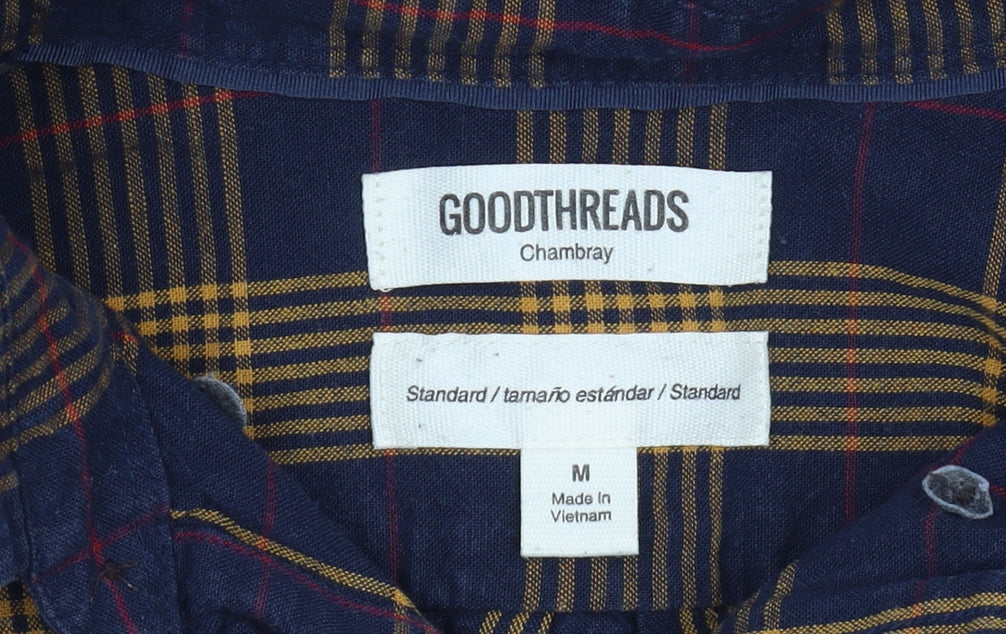 GOODTHREADS
Chambray
Standard / tamaño estándar / Standard
M
Made In
Vietnam